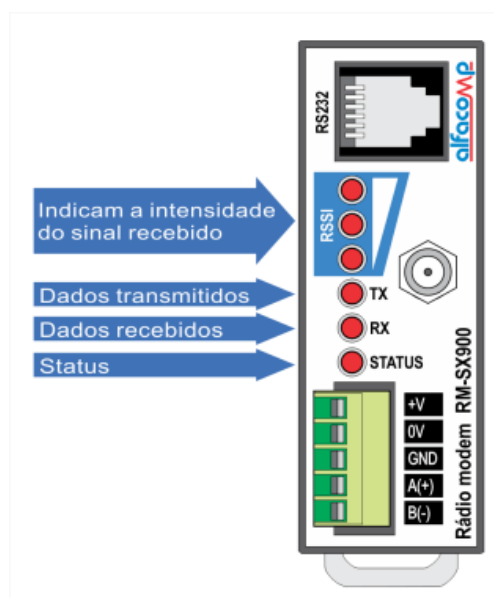 RS232
alfacomp
Indicam a intensidade
do sinal recebido
RSSI
Dados transmitidos
TX
Dados recebidos
RX
Status
STATUS
+V
0V
GND
A(+)
B(-)
Rádio modem RM-SX900